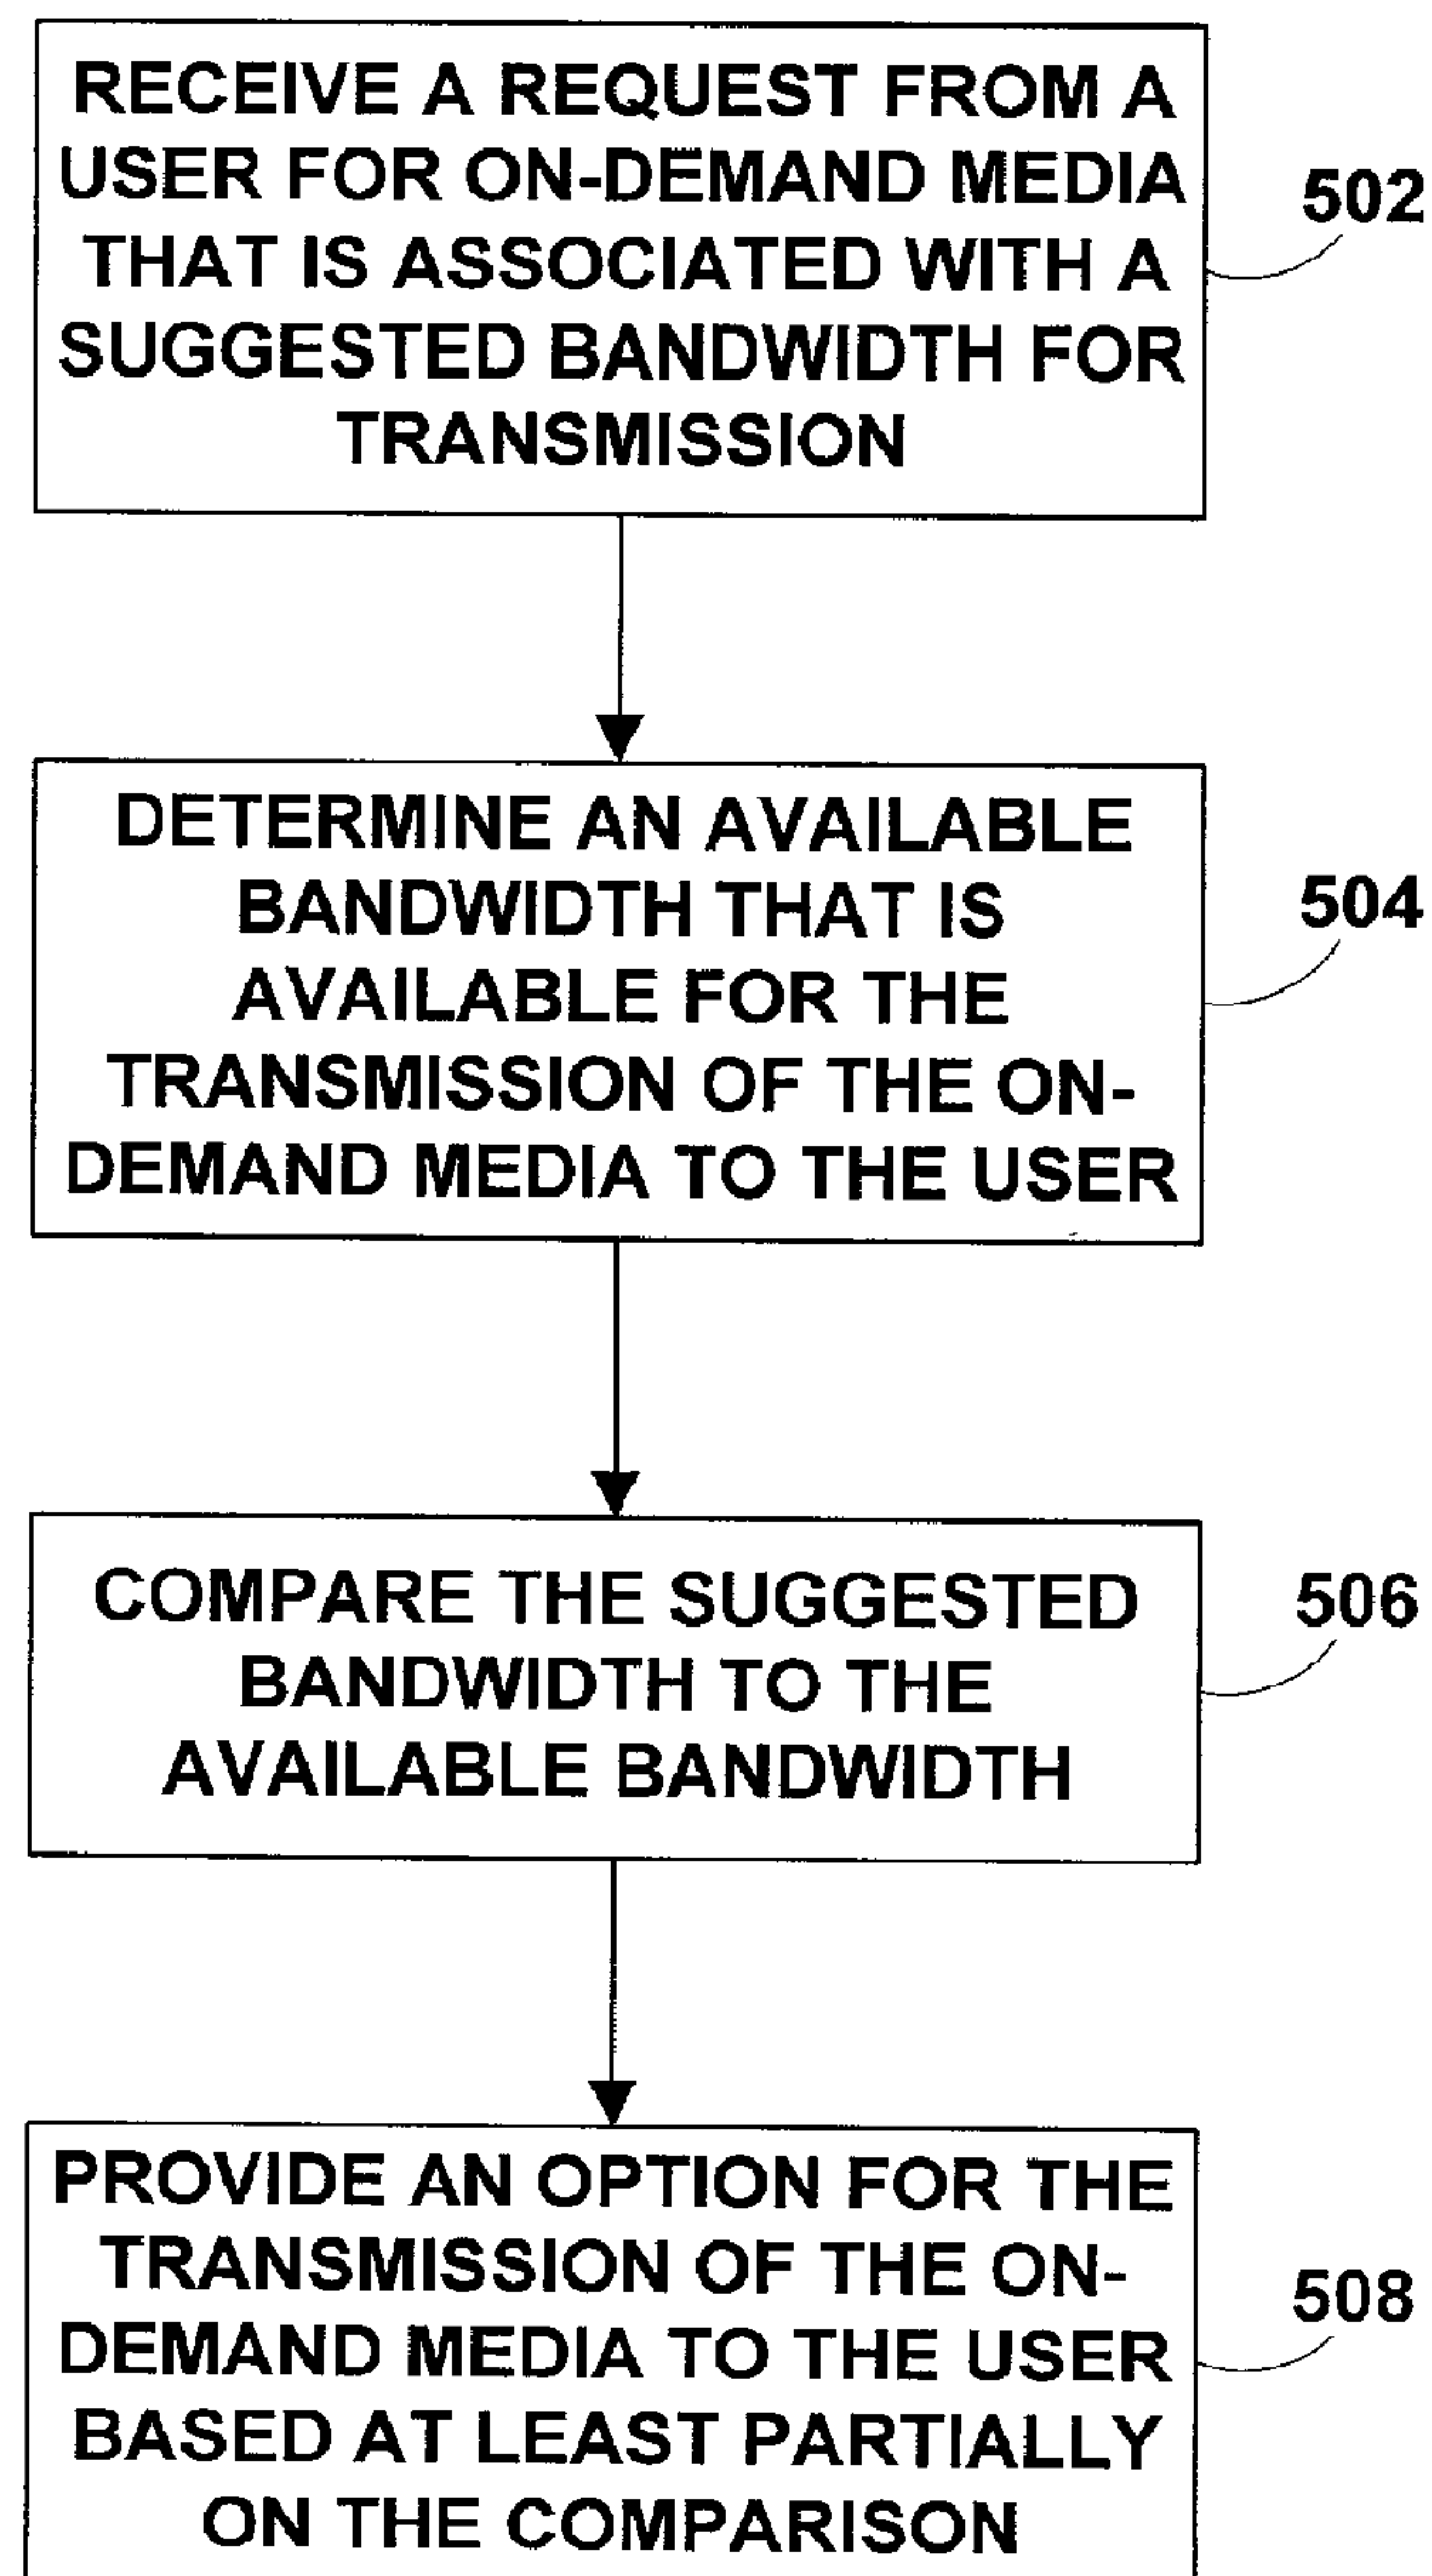 RECEIVE A REQUEST FROM A
USER FOR ON-DEMAND MEDIA
THAT IS ASSOCIATED WITH A
SUGGESTED BANDWIDTH FOR
TRANSMISSION
502
DETERMINE AN AVAILABLE
BANDWIDTH THAT IS
AVAILABLE FOR THE
TRANSMISSION OF THE ON-
DEMAND MEDIA TO THE USER
504
COMPARE THE SUGGESTED
BANDWIDTH TO THE
AVAILABLE BANDWIDTH
506
PROVIDE AN OPTION FOR THE
TRANSMISSION OF THE ON-
DEMAND MEDIA TO THE USER
BASED AT LEAST PARTIALLY
ON THE COMPARISON
508